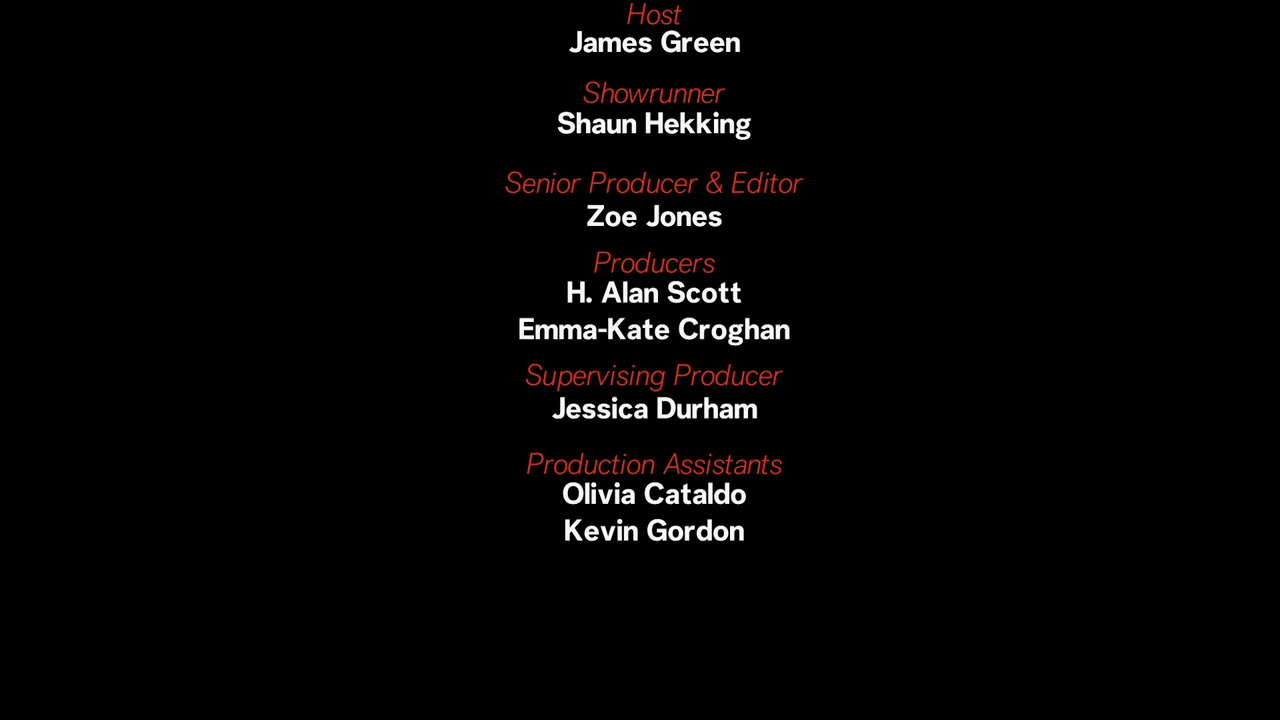 Host
James Green
Showrunner
Shaun Hekking
Senior Producer & Editor
Zoe Jones
Producers
H. Alan Scott
Emma-Kate Croghan
Supervising Producer
Jessica Durham
Production Assistants
Olivia Cataldo
Kevin Gordon